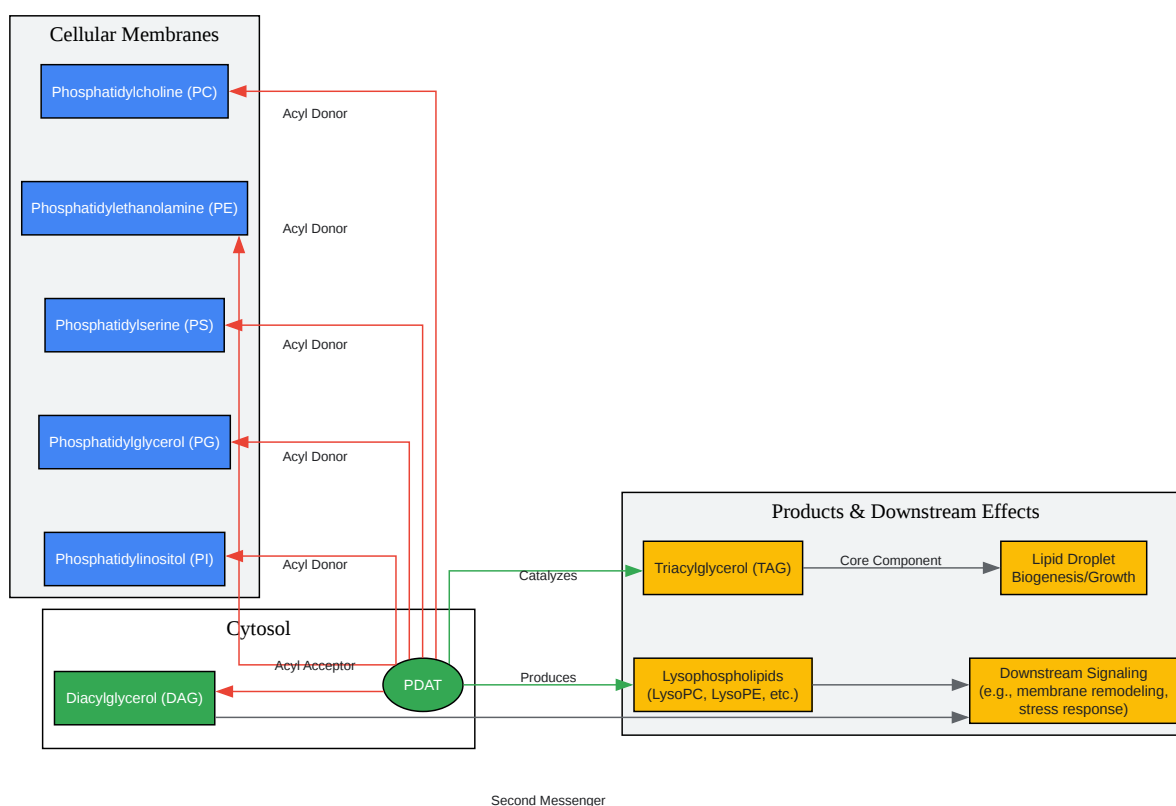 Cellular Membranes
Phosphatidylcholine (PC)
Acyl Donor
Phosphatidylethanolamine (PE)
Acyl Donor
Phosphatidylserine (PS)
Acyl Donor
Phosphatidylglycerol (PG)
Acyl Donor
Phosphatidylinositol (PI)
Acyl Donor
Cytosol
Acyl Acceptor
Diacylglycerol (DAG)
PDAT
Catalyzes
Produces
Products & Downstream Effects
Triacylglycerol (TAG)
Core Component
Lipid Droplet
Biogenesis/Growth
Lysophospholipids
(LysoPC, LysoPE, etc.)
Downstream Signaling
(e.g., membrane remodeling,
stress response)
Second Messenger